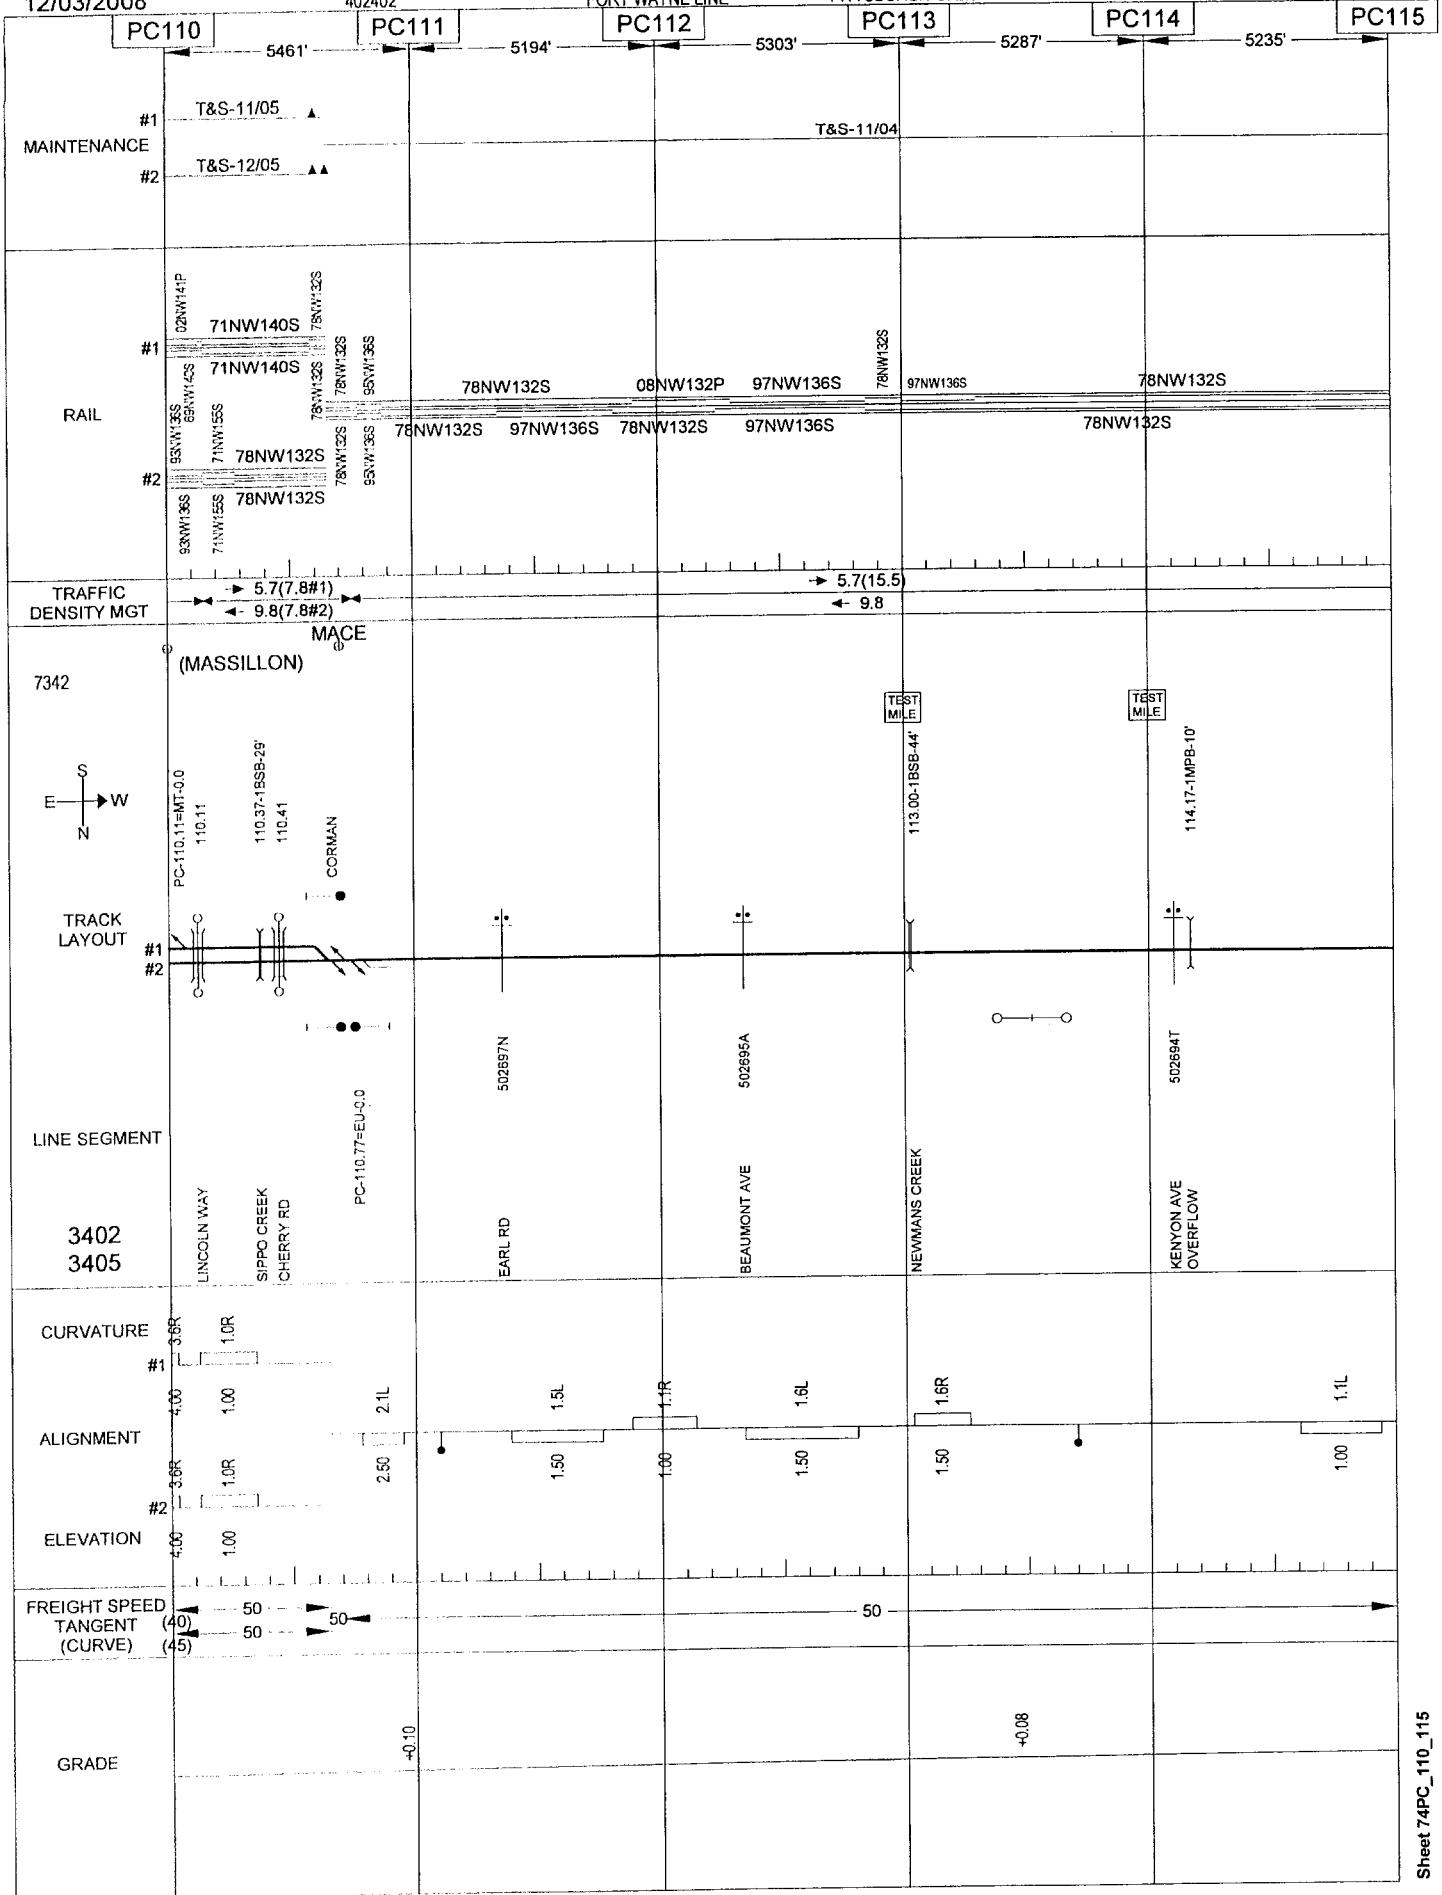 12/03/2008
402402
FORT WAYNE LINE
PC110
PC111
PC112
PC113
PC114
PC115
5461'
5194'
5303'
5287'
5235'
MAINTENANCE
#1
T&S-11/05
T&S-11/04
#2
T&S-12/05
RAIL
#1
02NW141P
71NW140S
78NW132S
71NW140S
93NW136S
69NW140S
71NW155S
78NW132S
78NW132S
95NW136S
78NW132S
08NW132P
97NW136S
78NW132S
97NW136S
78NW132S
78NW132S
97NW136S
78NW132S
97NW136S
78NW132S
#2
78NW132S
78NW132S
95NW136S
78NW132S
93NW136S
71NW155S
TRAFFIC
DENSITY MGT
5.7(7.8#1)
9.8(7.8#2)
5.7(15.5)
9.8
MACE
(MASSILLON)
7342
TEST
MILE
TEST
MILE
S
E
W
N
PC-110.11=MT-0.0
110.11
110.37-1BSB-29'
110.41
CORMAN
113.00-1BSB-44'
114.17-1MPB-10'
TRACK
LAYOUT
#1
#2
502697N
502695A
502694T
PC-110.77=EU-0.0
LINE SEGMENT
3402
3405
LINCOLN WAY
SIPPO CREEK
CHERRY RD
EARL RD
BEAUMONT AVE
NEWMANS CREEK
KENYON AVE
OVERFLOW
CURVATURE
#1
3.6R
1.0R
4.00
1.00
2.1L
1.5L
1.1R
1.6L
1.6R
1.1L
ALIGNMENT
2.50
1.50
1.00
1.50
1.50
1.00
#2
3.6R
1.0R
ELEVATION
4.00
1.00
FREIGHT SPEED
TANGENT (40)
(CURVE) (45)
50
50
50
50
GRADE
+0.10
+0.08
Sheet 74PC_110_115